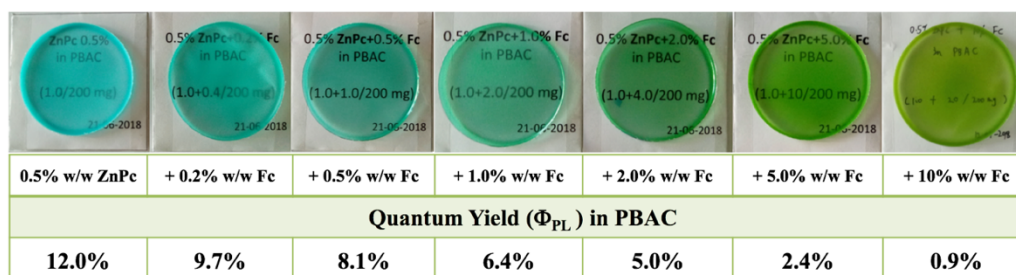 ZnPc 0.5%
in PBAC
(1.0/200 mg)
21-06-2018
0.5% ZnPc+0.2% Fc
in PBAC
(1.0+0.4/200 mg)
21-06-2018
0.5% ZnPc+0.5% Fc
in PBAC
(1.0+1.0/200 mg)
21-06-2018
0.5% ZnPc+1.0% Fc
in PBAC
(1.0+2.0/200 mg)
21-06-2018
0.5% ZnPc+2.0% Fc
in PBAC
(1.0+4.0/200 mg)
21-06-2018
0.5% ZnPc+5.0% Fc
in PBAC
(1.0+10/200 mg)
21-06-2018
0.5% + 10% Fc
in PBAC
0.5% w/w ZnPc + 0.2% w/w Fc + 0.5% w/w Fc + 1.0% w/w Fc + 2.0% w/w Fc + 5.0% w/w Fc + 10% w/w Fc
Quantum Yield (Φ_PL) in PBAC
12.0% 9.7% 8.1% 6.4% 5.0% 2.4% 0.9%